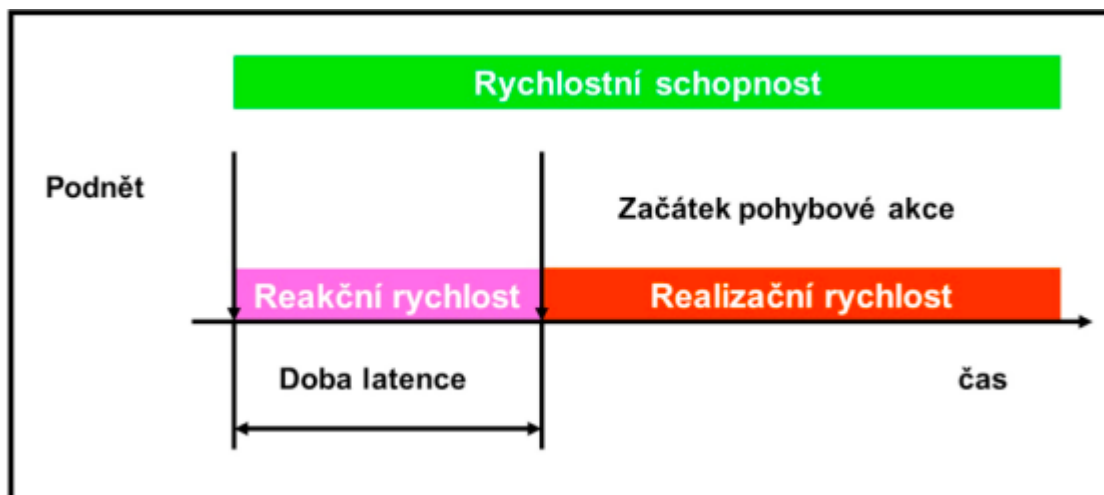 Rychlostní schopnost
Podnět
Začátek pohybové akce
Reakční rychlost
Realizační rychlost
Doba latence
čas